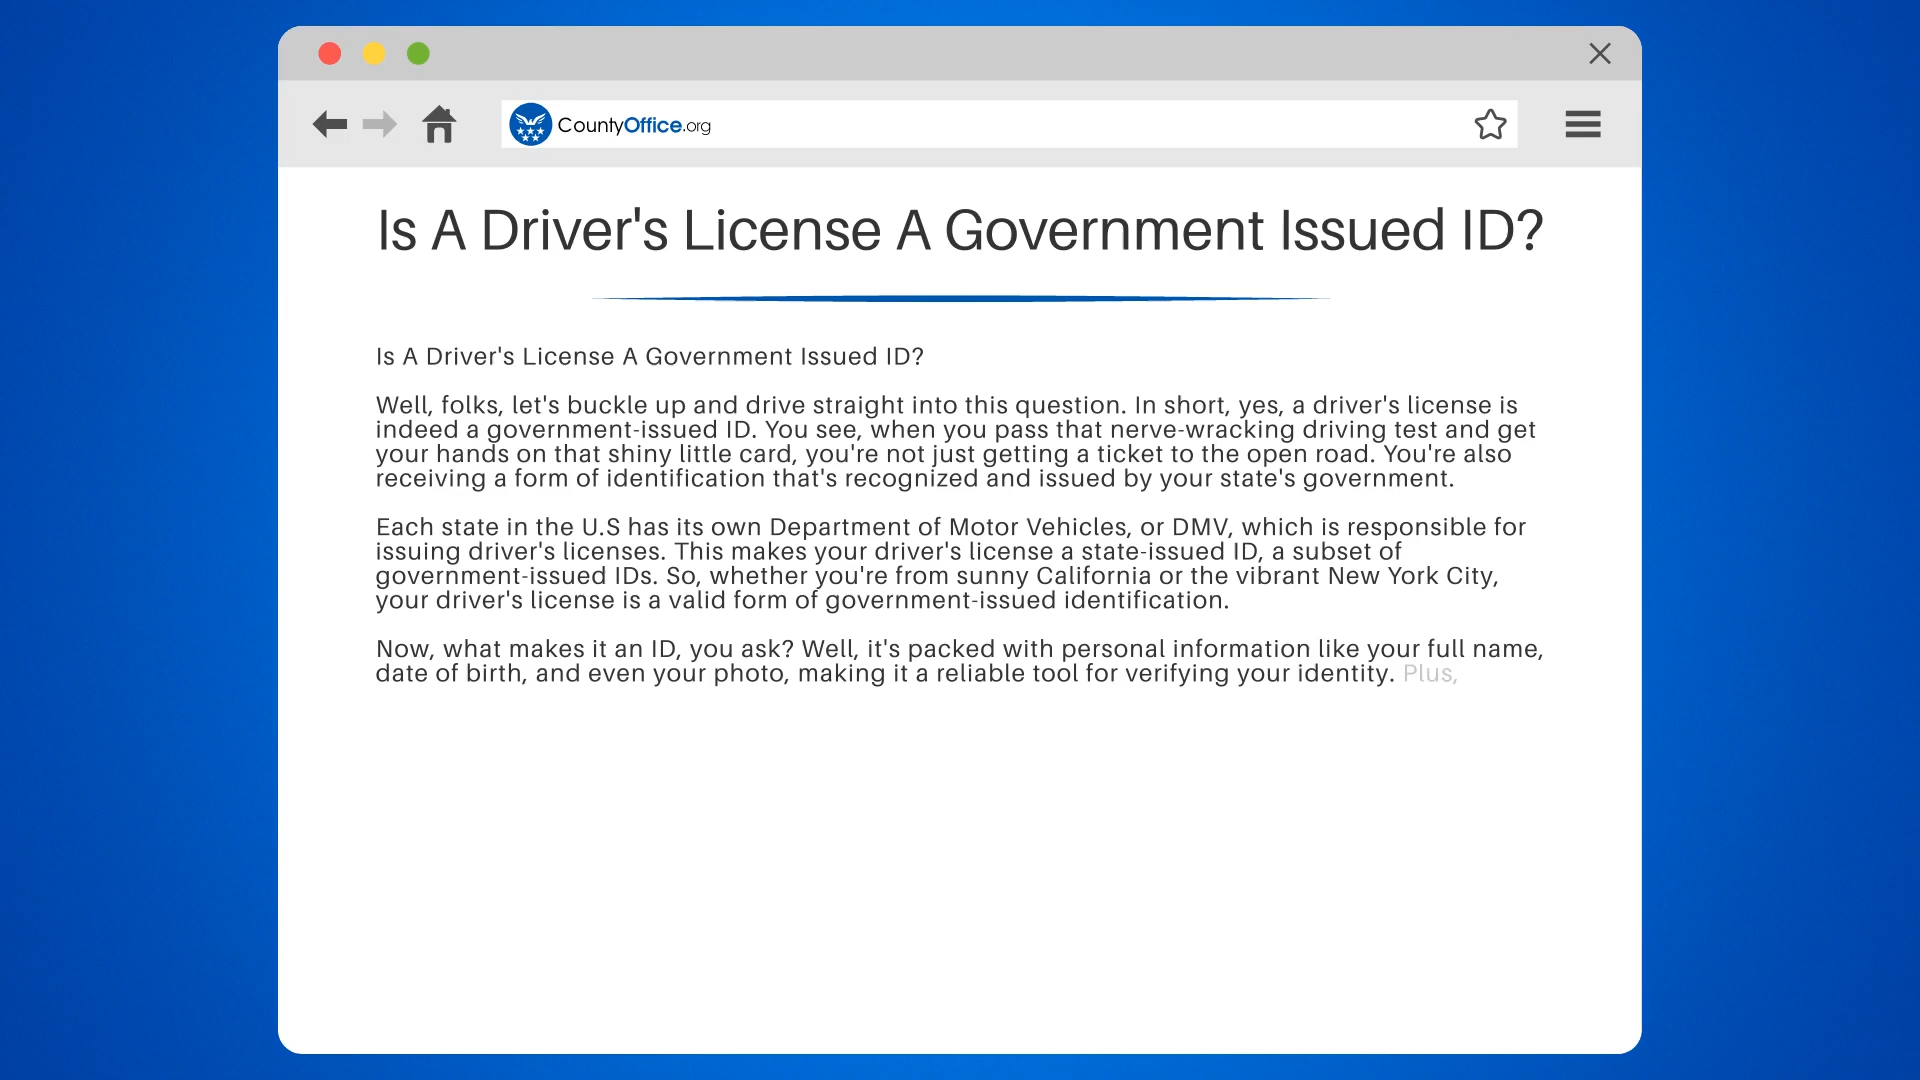 CountyOffice.org
Is A Driver's License A Government Issued ID?
Is A Driver's License A Government Issued ID?
Well, folks, let's buckle up and drive straight into this question. In short, yes, a driver's license is
indeed a government-issued ID. You see, when you pass that nerve-wracking driving test and get
your hands on that shiny little card, you're not just getting a ticket to the open road. You're also
receiving a form of identification that's recognized and issued by your state's government.
Each state in the U.S has its own Department of Motor Vehicles, or DMV, which is responsible for
issuing driver's licenses. This makes your driver's license a state-issued ID, a subset of
government-issued IDs. So, whether you're from sunny California or the vibrant New York City,
your driver's license is a valid form of government-issued identification.
Now, what makes it an ID, you ask? Well, it's packed with personal information like your full name,
date of birth, and even your photo, making it a reliable tool for verifying your identity. Plus,